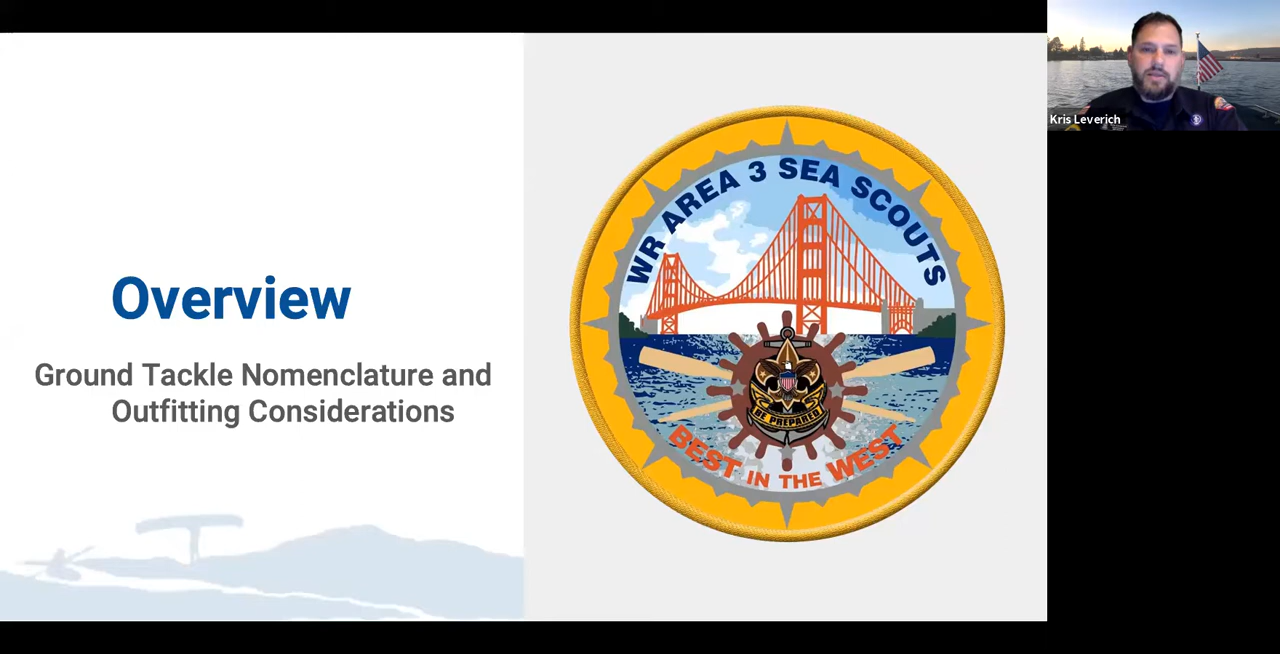 Overview
Ground Tackle Nomenclature and
Outfitting Considerations
WR AREA 3 SEA SCOUTS
BE PREPARED
BEST IN THE WEST
Kris Leverich